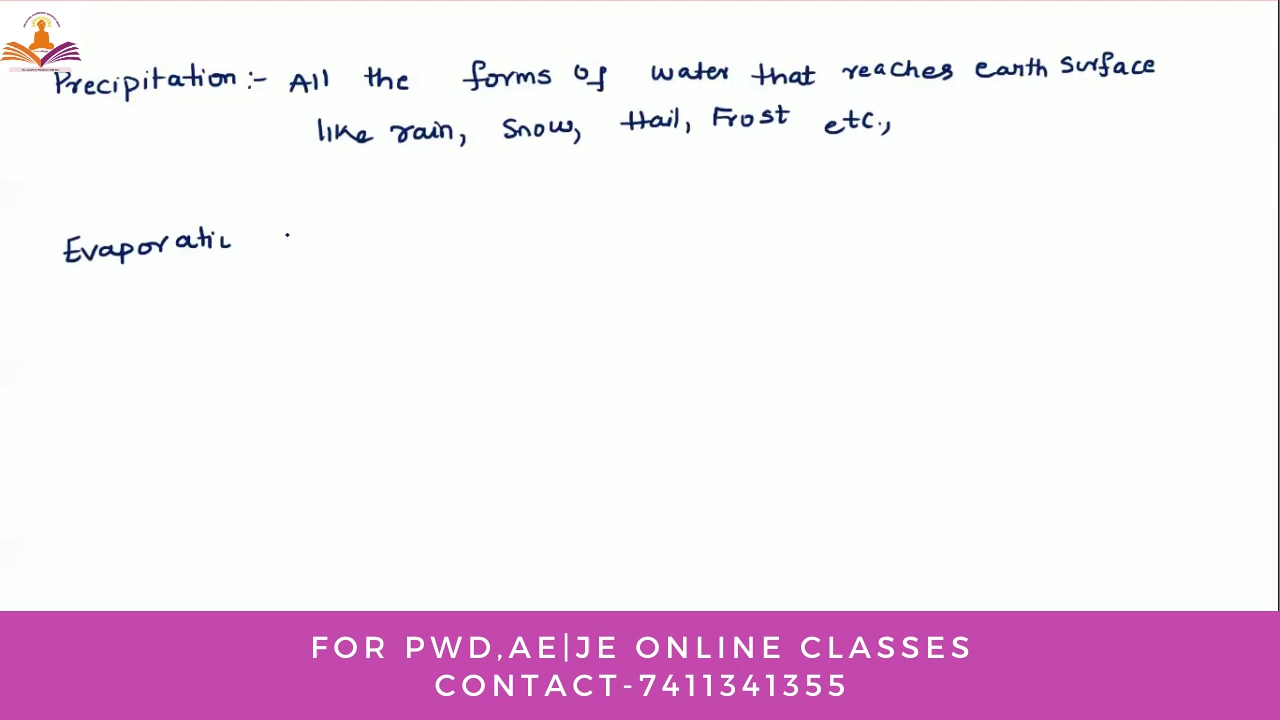 Precipitation :- All the forms of water that reaches earth surface
like rain, Snow, Hail, Frost etc.,
Evaporati
FOR PWD,AE|JE ONLINE CLASSES
CONTACT-7411341355